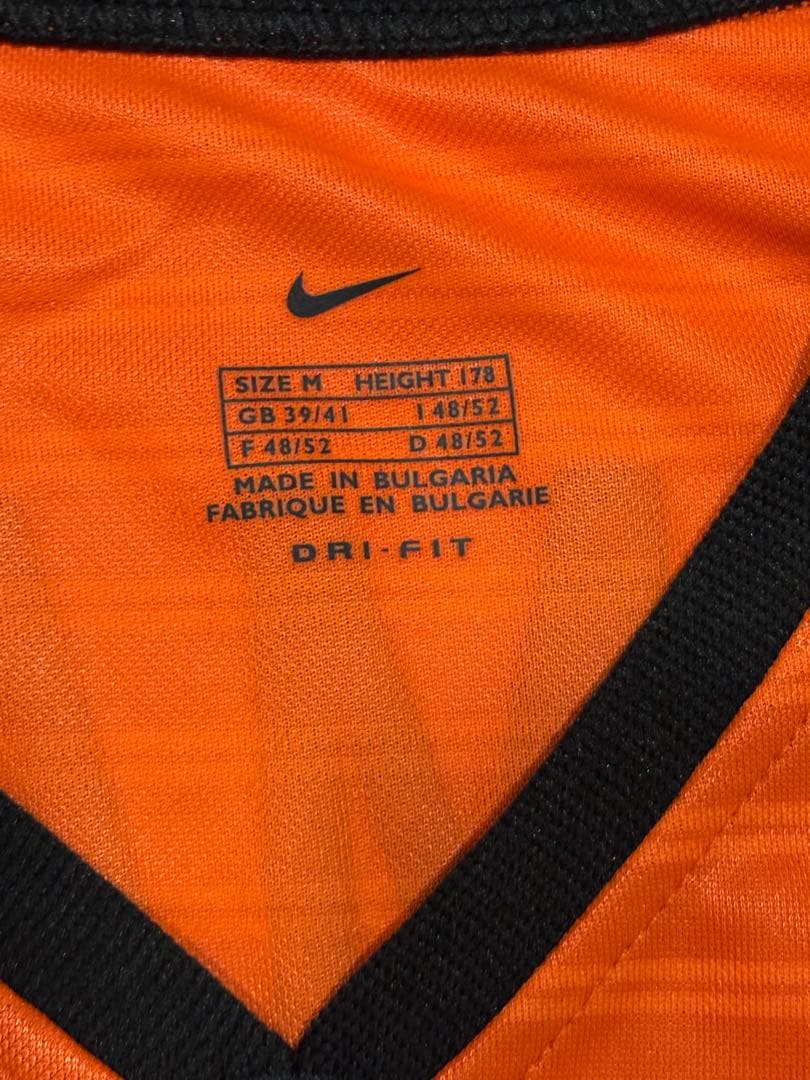 SIZE M HEIGHT 178
GB 39/41 I 48/52
F 48/52 D 48/52
MADE IN BULGARIA
FABRIQUE EN BULGARIE
DRI-FIT